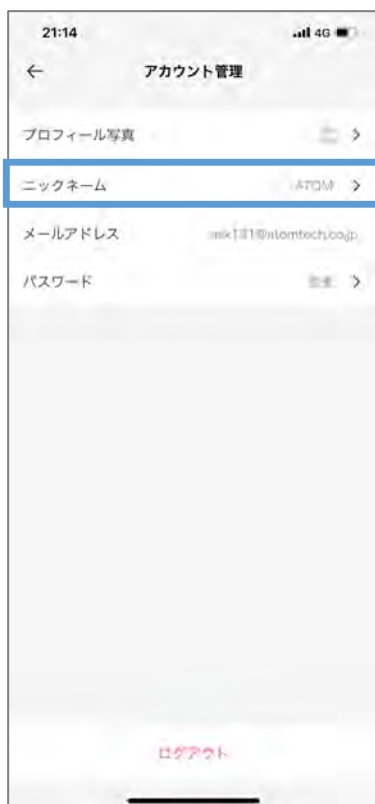 21:14 4G
← アカウント管理
プロフィール写真 >
ニックネーム ATOM >
メールアドレス
パスワード >
ログアウト